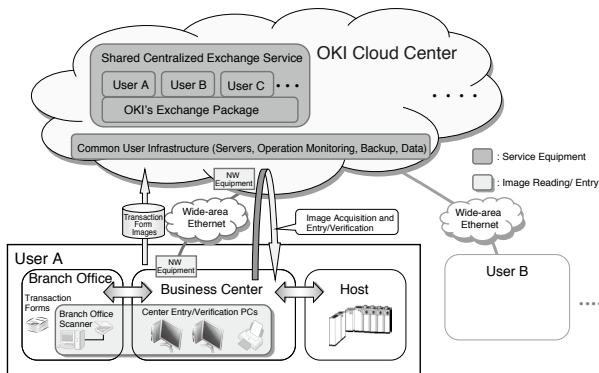 OKI Cloud Center
Shared Centralized Exchange Service
User A
User B
User C
• • •
OKI's Exchange Package
• • • •
Common User Infrastructure (Servers, Operation Monitoring, Backup, Data)
: Service Equipment
: Image Reading/ Entry
NW
Equipment
Transaction
Form
Images
Wide-area
Ethernet
Image Acquisition and
Entry/Verification
Wide-area
Ethernet
User A
NW
Equipment
Branch Office
Business Center
Host
User B
Transaction
Forms
Branch Office
Scanner
Center Entry/Verification PCs